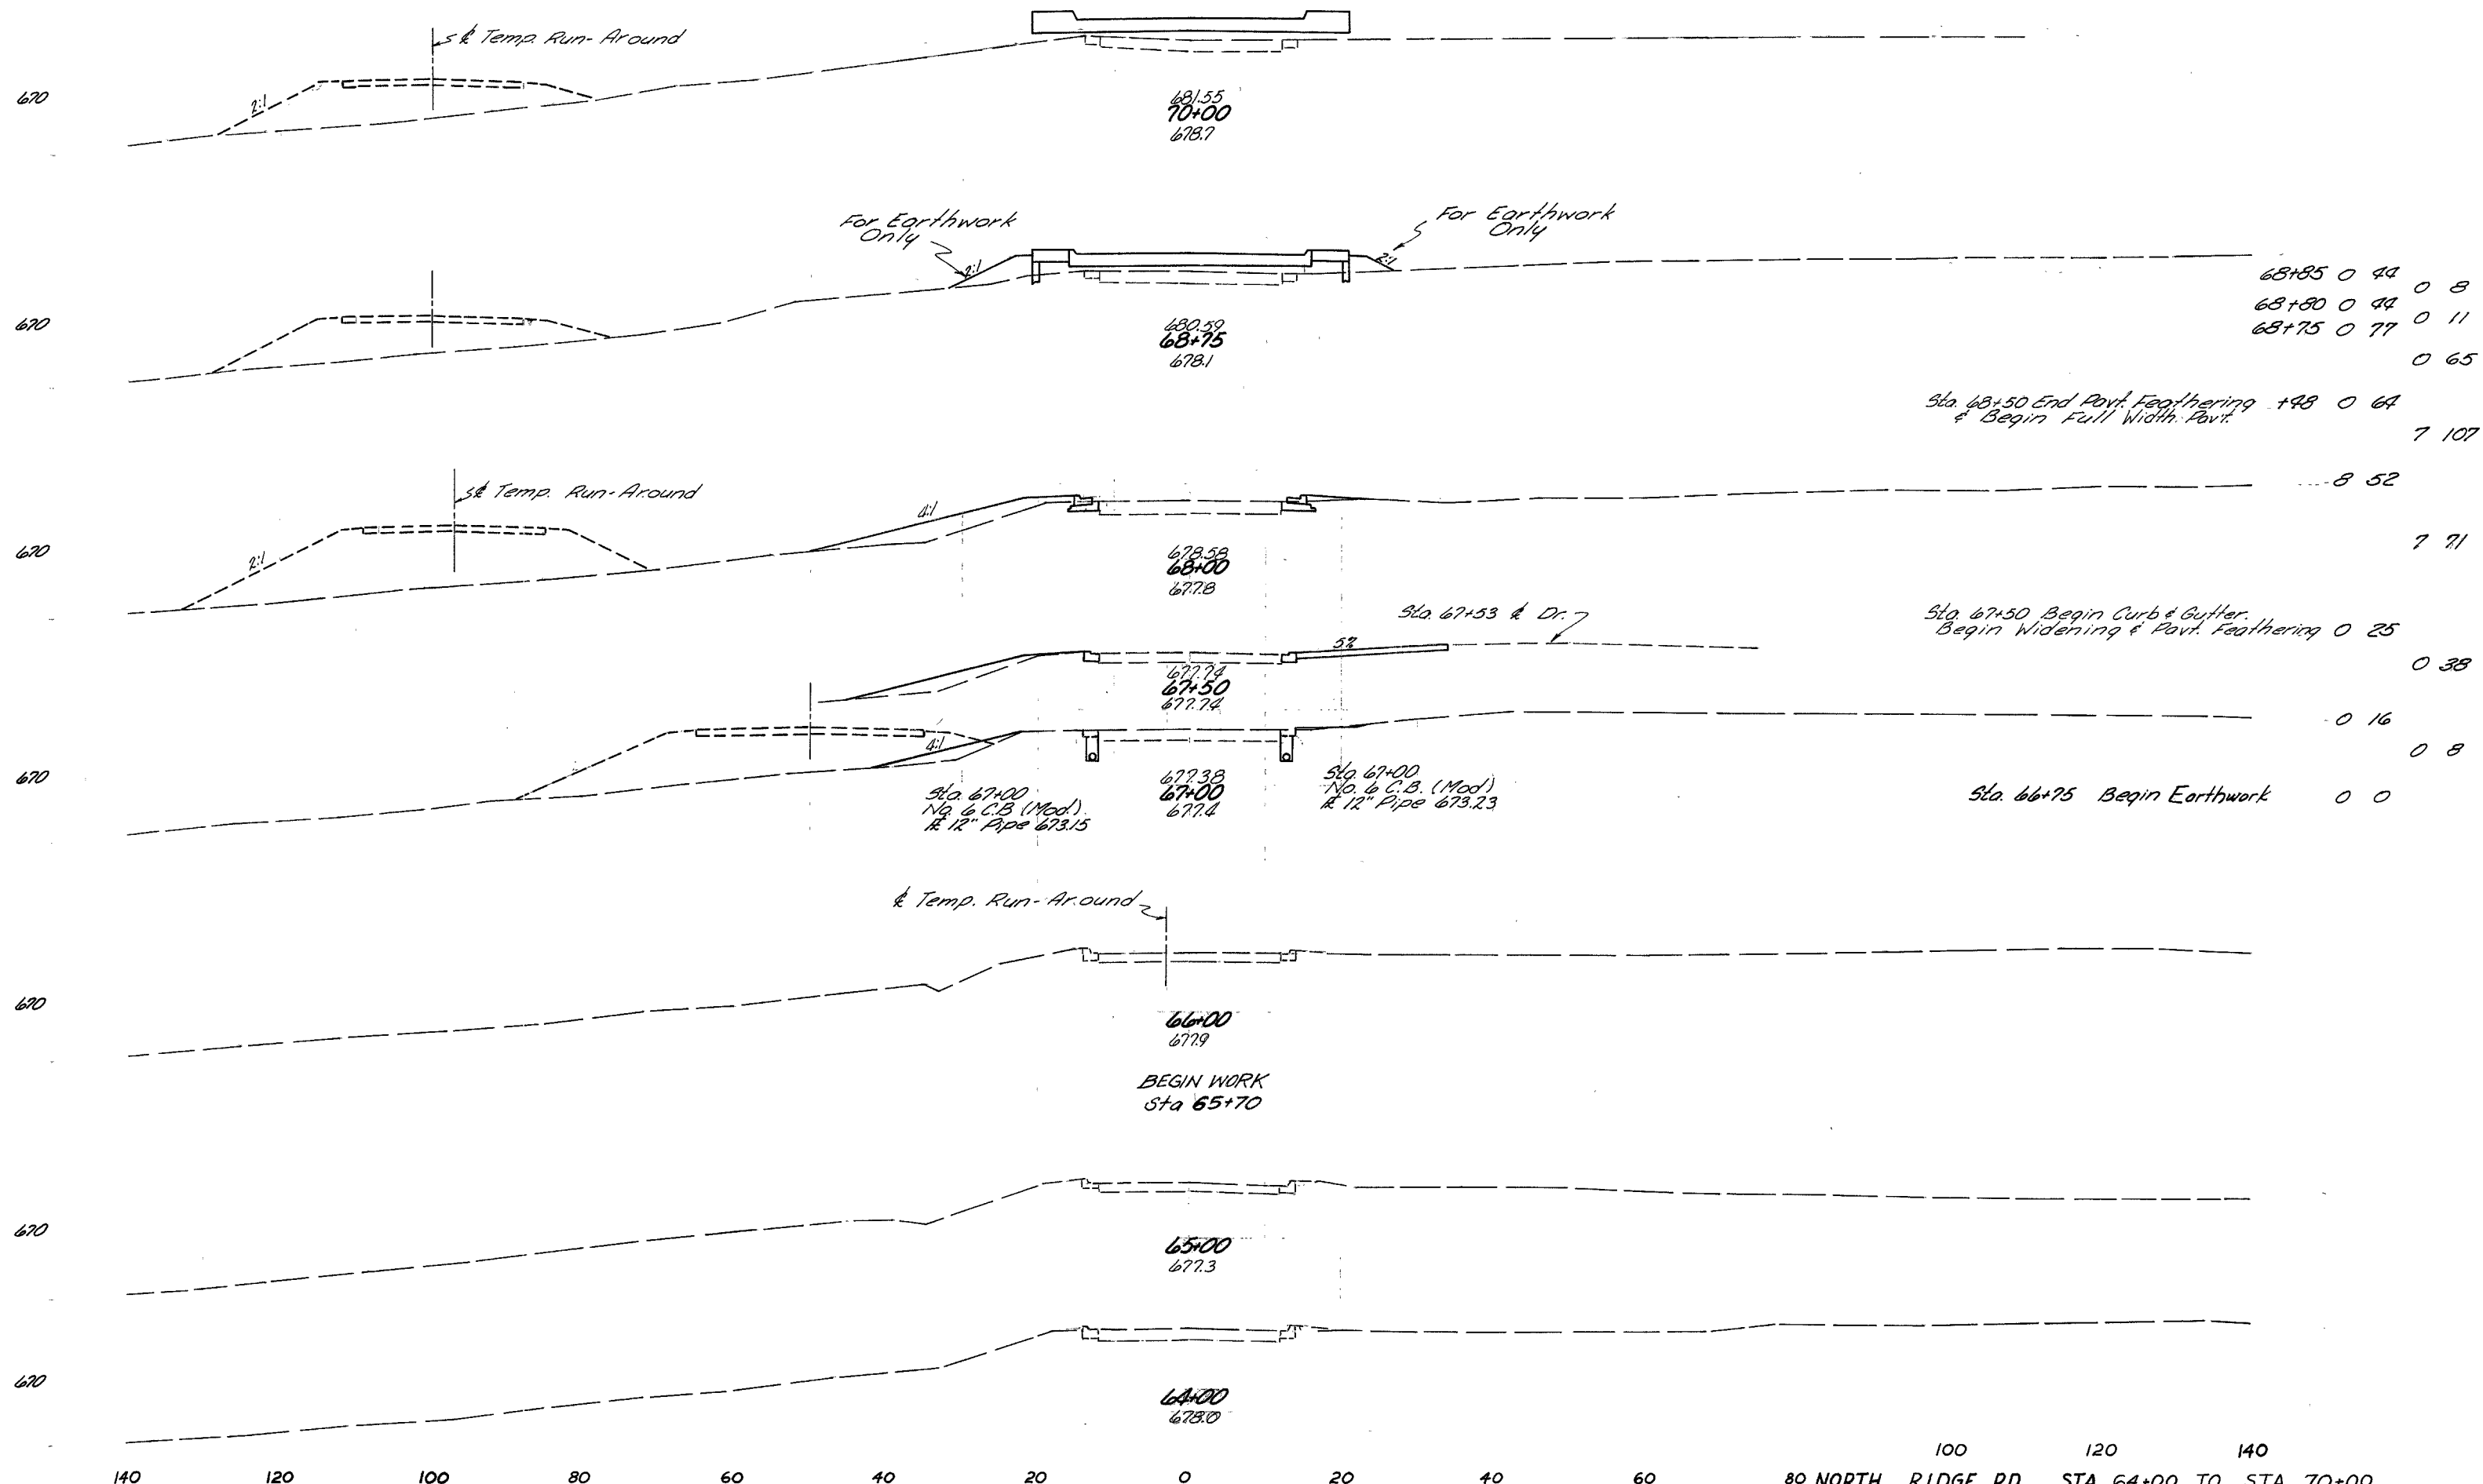 ℄ Temp. Run-Around
670
2:1
681.55
70+00
678.7
For Earthwork
Only
For Earthwork
Only
2:1
2:1
68+85 0 44
0 8
68+80 0 44
0 11
68+75 0 77
670
680.59
68+75
678.1
0 65
Sta. 68+50 End Pavt. Feathering +48 0 64
& Begin Full Width Pavt.
7 107
℄ Temp. Run-Around
8 52
4:1
670
2:1
678.58
68+00
677.8
7 71
Sta. 67+53 ℄ Dr.
Sta. 67+50 Begin Curb & Gutter.
Begin Widening & Pavt. Feathering 0 25
5%
0 38
677.74
67+50
677.74
0 16
4:1
0 8
670
677.38
67+00
677.4
Sta. 67+00
No. 6 C.B. (Mod.)
12" Pipe 673.15
Sta. 67+00
No. 6 C.B. (Mod)
12" Pipe 673.23
Sta. 66+75 Begin Earthwork 0 0
℄ Temp. Run-Around
670
66+00
677.9
BEGIN WORK
Sta 65+70
670
65+00
677.3
670
64+00
678.0
100 120 140
140 120 100 80 60 40 20 0 20 40 60 80 NORTH RIDGE RD. STA. 64+00 TO STA. 70+00